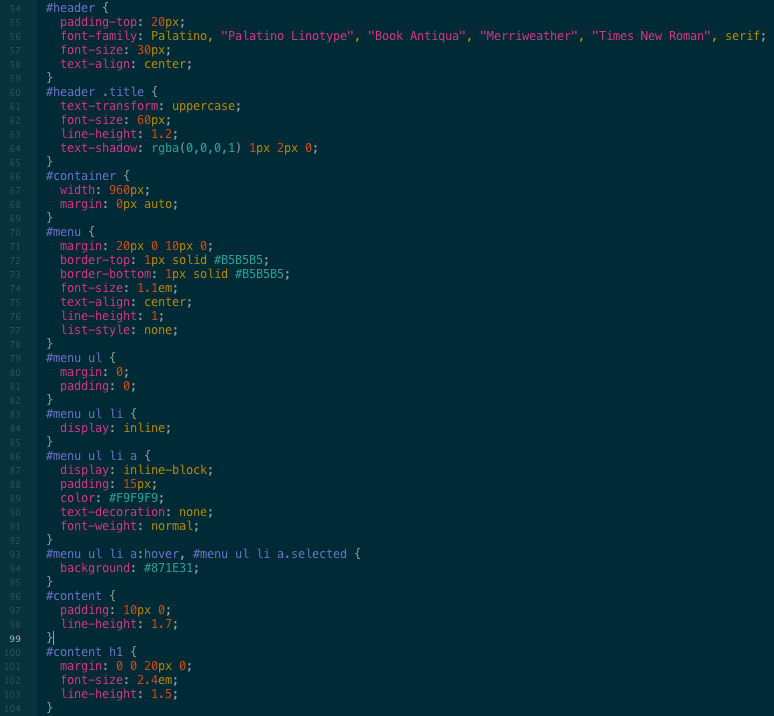 54 #header {
55 padding-top: 20px;
56 font-family: Palatino, "Palatino Linotype", "Book Antiqua", "Merriweather", "Times New Roman", serif;
57 font-size: 30px;
58 text-align: center;
59 }
60 #header .title {
61 text-transform: uppercase;
62 font-size: 60px;
63 line-height: 1.2;
64 text-shadow: rgba(0,0,0,1) 1px 2px 0;
65 }
66 #container {
67 width: 960px;
68 margin: 0px auto;
69 }
70 #menu {
71 margin: 20px 0 10px 0;
72 border-top: 1px solid #B5B5B5;
73 border-bottom: 1px solid #B5B5B5;
74 font-size: 1.1em;
75 text-align: center;
76 line-height: 1;
77 list-style: none;
78 }
79 #menu ul {
80 margin: 0;
81 padding: 0;
82 }
83 #menu ul li {
84 display: inline;
85 }
86 #menu ul li a {
87 display: inline-block;
88 padding: 15px;
89 color: #F9F9F9;
90 text-decoration: none;
91 font-weight: normal;
92 }
93 #menu ul li a:hover, #menu ul li a.selected {
94 background: #871E31;
95 }
96 #content {
97 padding: 10px 0;
98 line-height: 1.7;
99 }
100 #content h1 {
101 margin: 0 0 20px 0;
102 font-size: 2.4em;
103 line-height: 1.5;
104 }